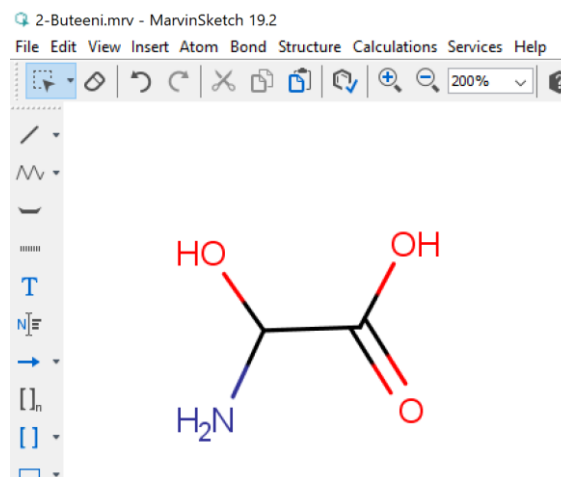 2-Buteeni.mrv - MarvinSketch 19.2
File Edit View Insert Atom Bond Structure Calculations Services Help
200%
HO
OH
T
N
[ ]n
[ ]
H₂N
O